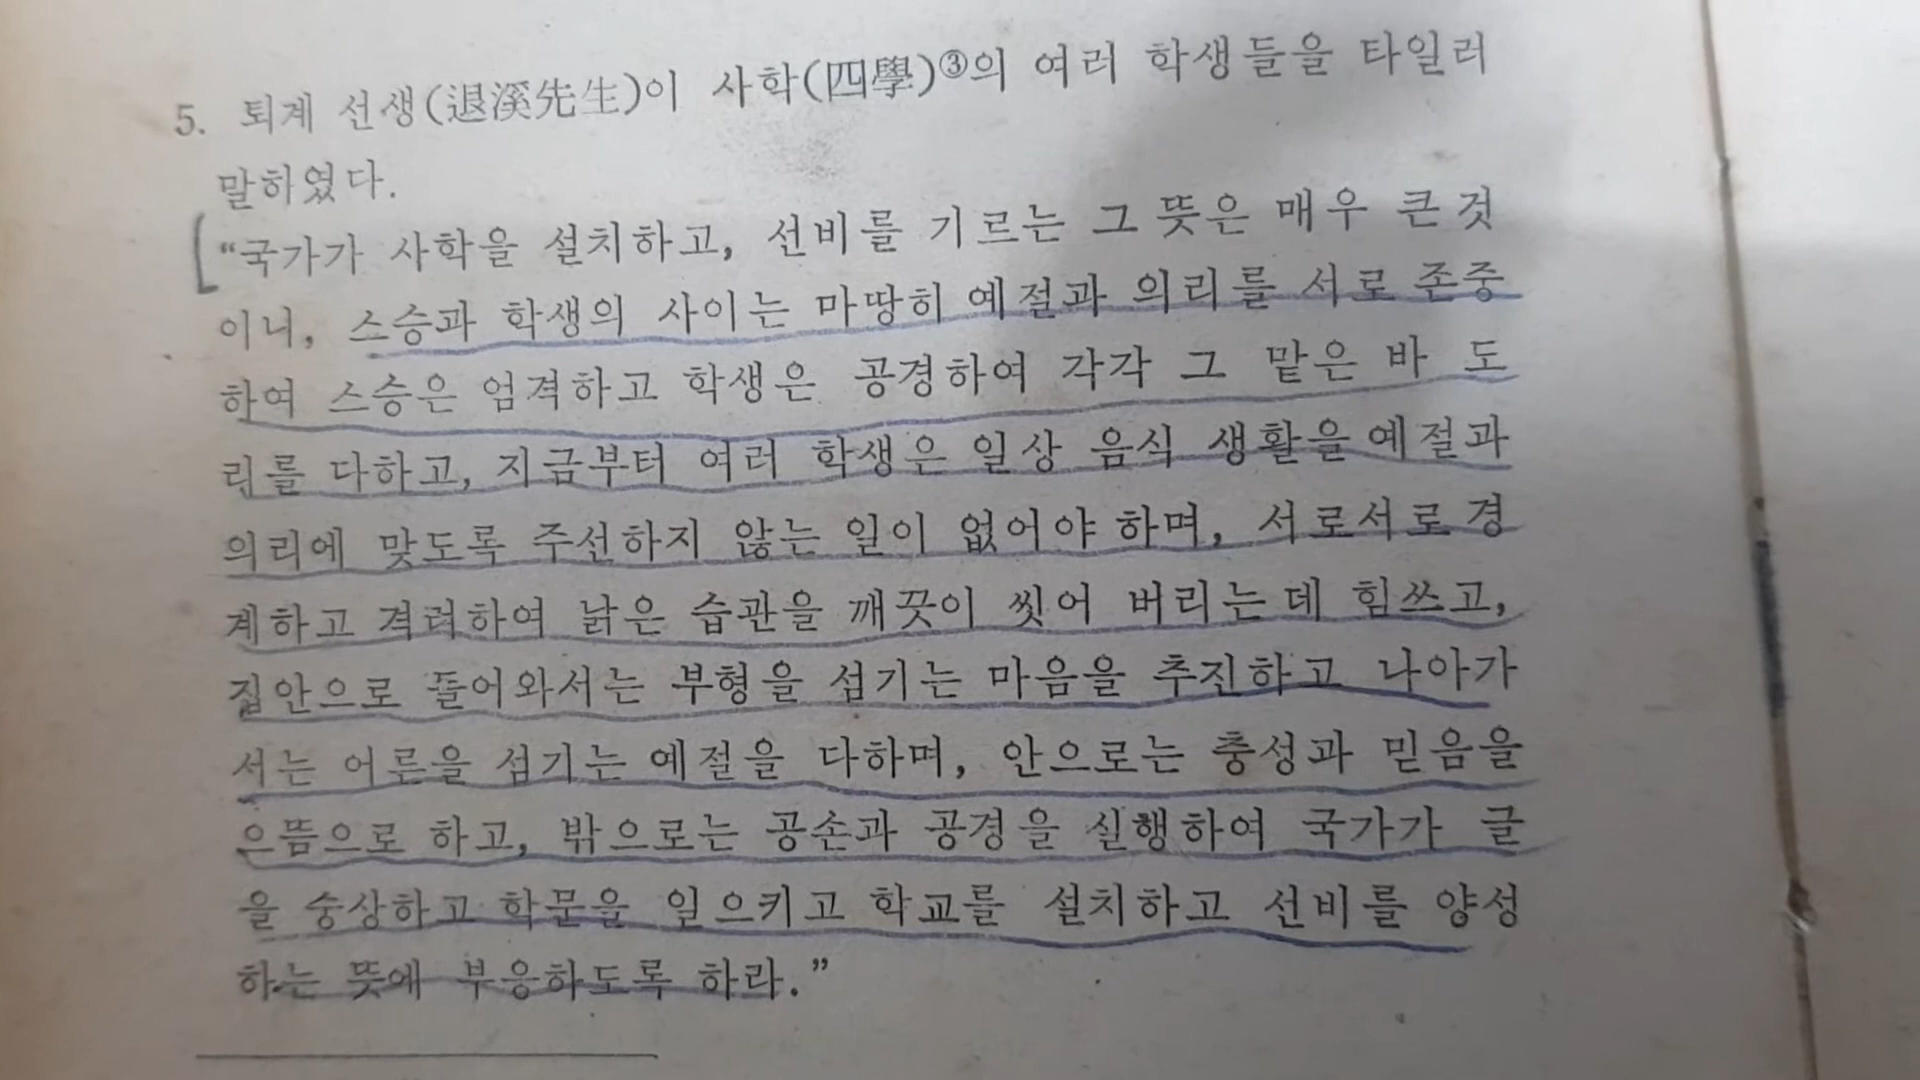 5. 퇴계 선생(退溪先生)이 사학(四學)③의 여러 학생들을 타일러
말하였다.
“국가가 사학을 설치하고, 선비를 기르는 그 뜻은 매우 큰 것
이니, 스승과 학생의 사이는 마땅히 예절과 의리를 서로 존중
하여 스승은 엄격하고 학생은 공경하여 각각 그 맡은 바 도
리를 다하고, 지금부터 여러 학생은 일상 음식 생활을 예절과
의리에 맞도록 주선하지 않는 일이 없어야 하며, 서로서로 경
계하고 격려하여 낡은 습관을 깨끗이 씻어 버리는 데 힘쓰고,
집안으로 들어와서는 부형을 섬기는 마음을 추진하고 나아가
서는 어른을 섬기는 예절을 다하며, 안으로는 충성과 믿음을
으뜸으로 하고, 밖으로는 공손과 공경을 실행하여 국가가 글
을 숭상하고 학문을 일으키고 학교를 설치하고 선비를 양성
하는 뜻에 부응하도록 하라.”